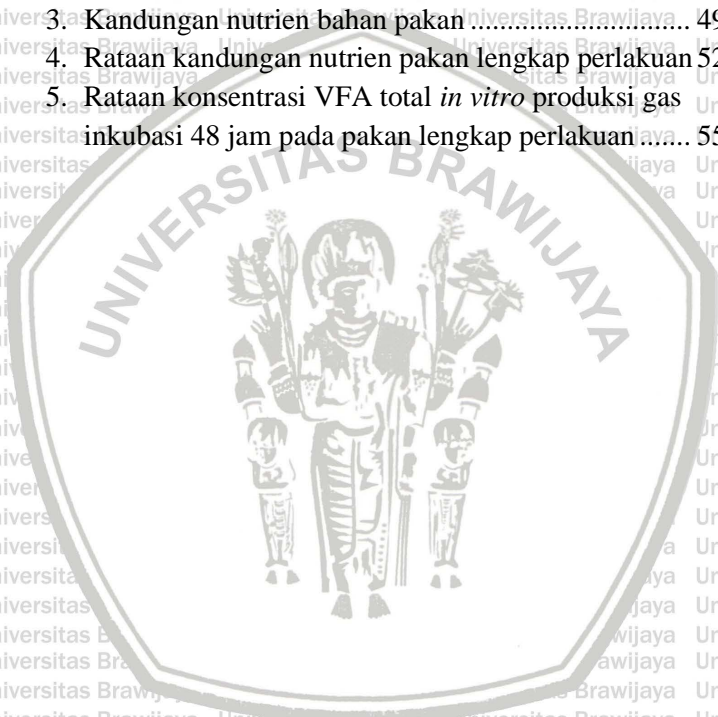 3. Kandungan nutrien bahan pakan ............................. 49
4. Rataan kandungan nutrien pakan lengkap perlakuan 52
5. Rataan konsentrasi VFA total in vitro produksi gas
inkubasi 48 jam pada pakan lengkap perlakuan ....... 55
UNIVERSITAS BRAWIJAYA